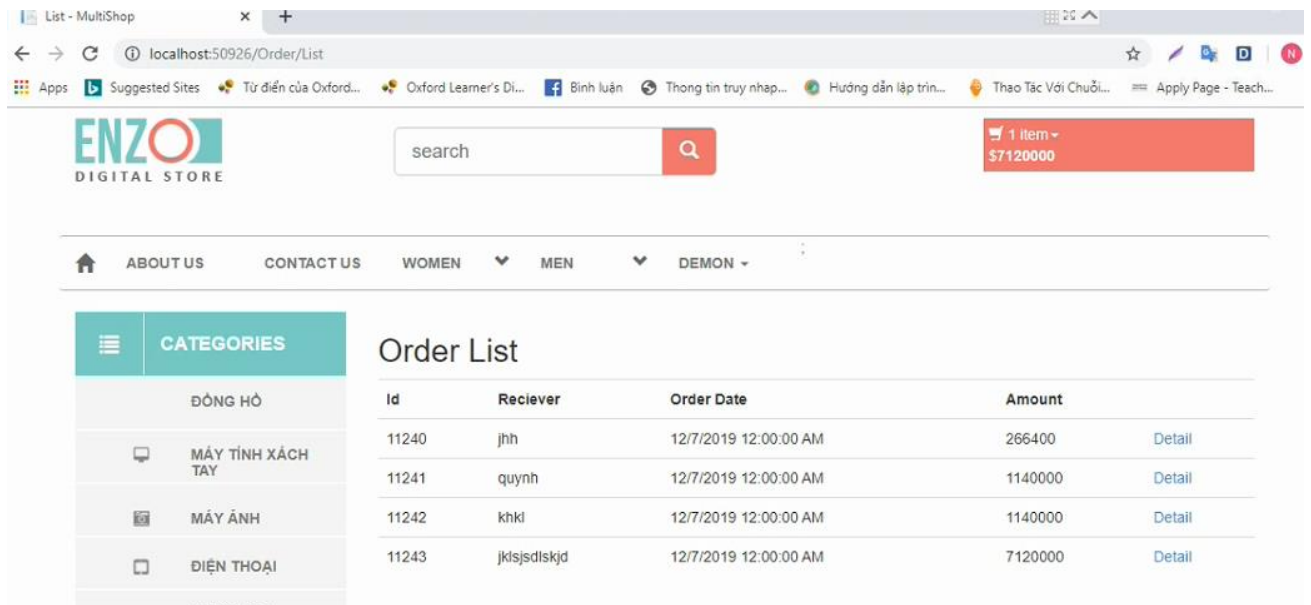 List - MultiShop
localhost:50926/Order/List
Apps Suggested Sites Từ điển của Oxford... Oxford Learner's Di... Bình luận Thong tin truy nhap... Hướng dẫn lập trìn... Thao Tác Với Chuỗi... Apply Page - Teach...
ENZO
DIGITAL STORE
search
1 item
$7120000
ABOUT US CONTACT US WOMEN MEN DEMON ;
CATEGORIES
ĐỒNG HỒ
MÁY TÍNH XÁCH
TAY
MÁY ẢNH
ĐIỆN THOẠI
Order List
Id Reciever Order Date Amount
11240 jhh 12/7/2019 12:00:00 AM 266400 Detail
11241 quynh 12/7/2019 12:00:00 AM 1140000 Detail
11242 khkl 12/7/2019 12:00:00 AM 1140000 Detail
11243 jklsjsdlskjd 12/7/2019 12:00:00 AM 7120000 Detail